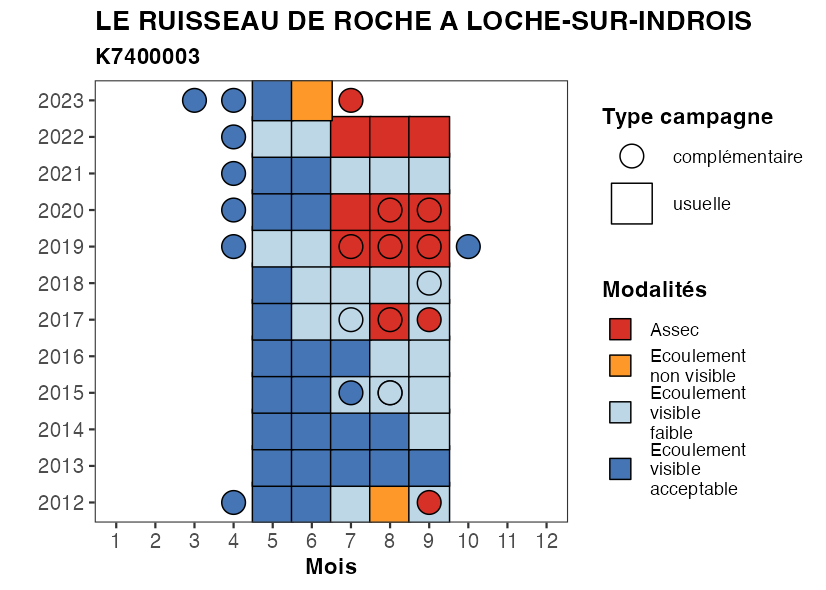 LE RUISSEAU DE ROCHE A LOCHE-SUR-INDROIS
K7400003
2023
2022
2021
2020
2019
2018
2017
2016
2015
2014
2013
2012
1 2 3 4 5 6 7 8 9 10 11 12
Mois
Type campagne
complémentaire
usuelle
Modalités
Assec
Ecoulement
non visible
Ecoulement
visible
faible
Ecoulement
visible
acceptable